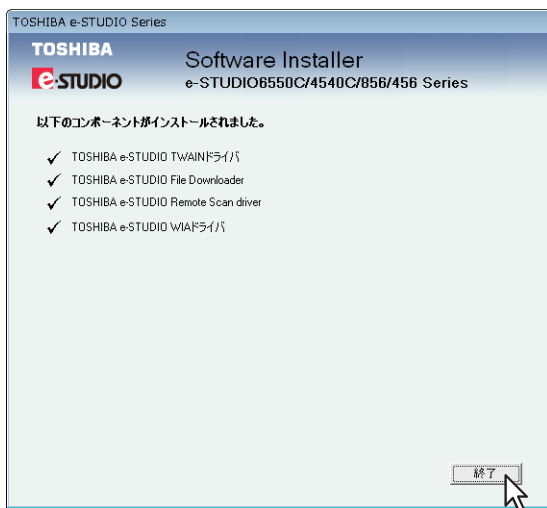 TOSHIBA e-STUDIO Series
TOSHIBA
e-STUDIO
Software Installer
e-STUDIO6550C/4540C/856/456 Series
以下のコンポーネントがインストールされました。
✓ TOSHIBA e-STUDIO TWAINドライバ
✓ TOSHIBA e-STUDIO File Downloader
✓ TOSHIBA e-STUDIO Remote Scan driver
✓ TOSHIBA e-STUDIO WIAドライバ
終了